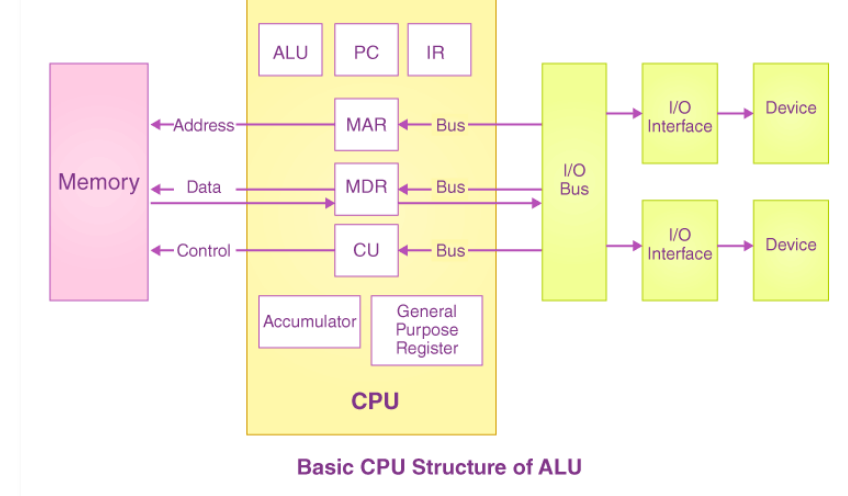 ALU
PC
IR
Memory
Address
MAR
Bus
Data
MDR
Bus
Control
CU
Bus
I/O
Bus
I/O
Interface
Device
I/O
Interface
Device
Accumulator
General
Purpose
Register
CPU
Basic CPU Structure of ALU